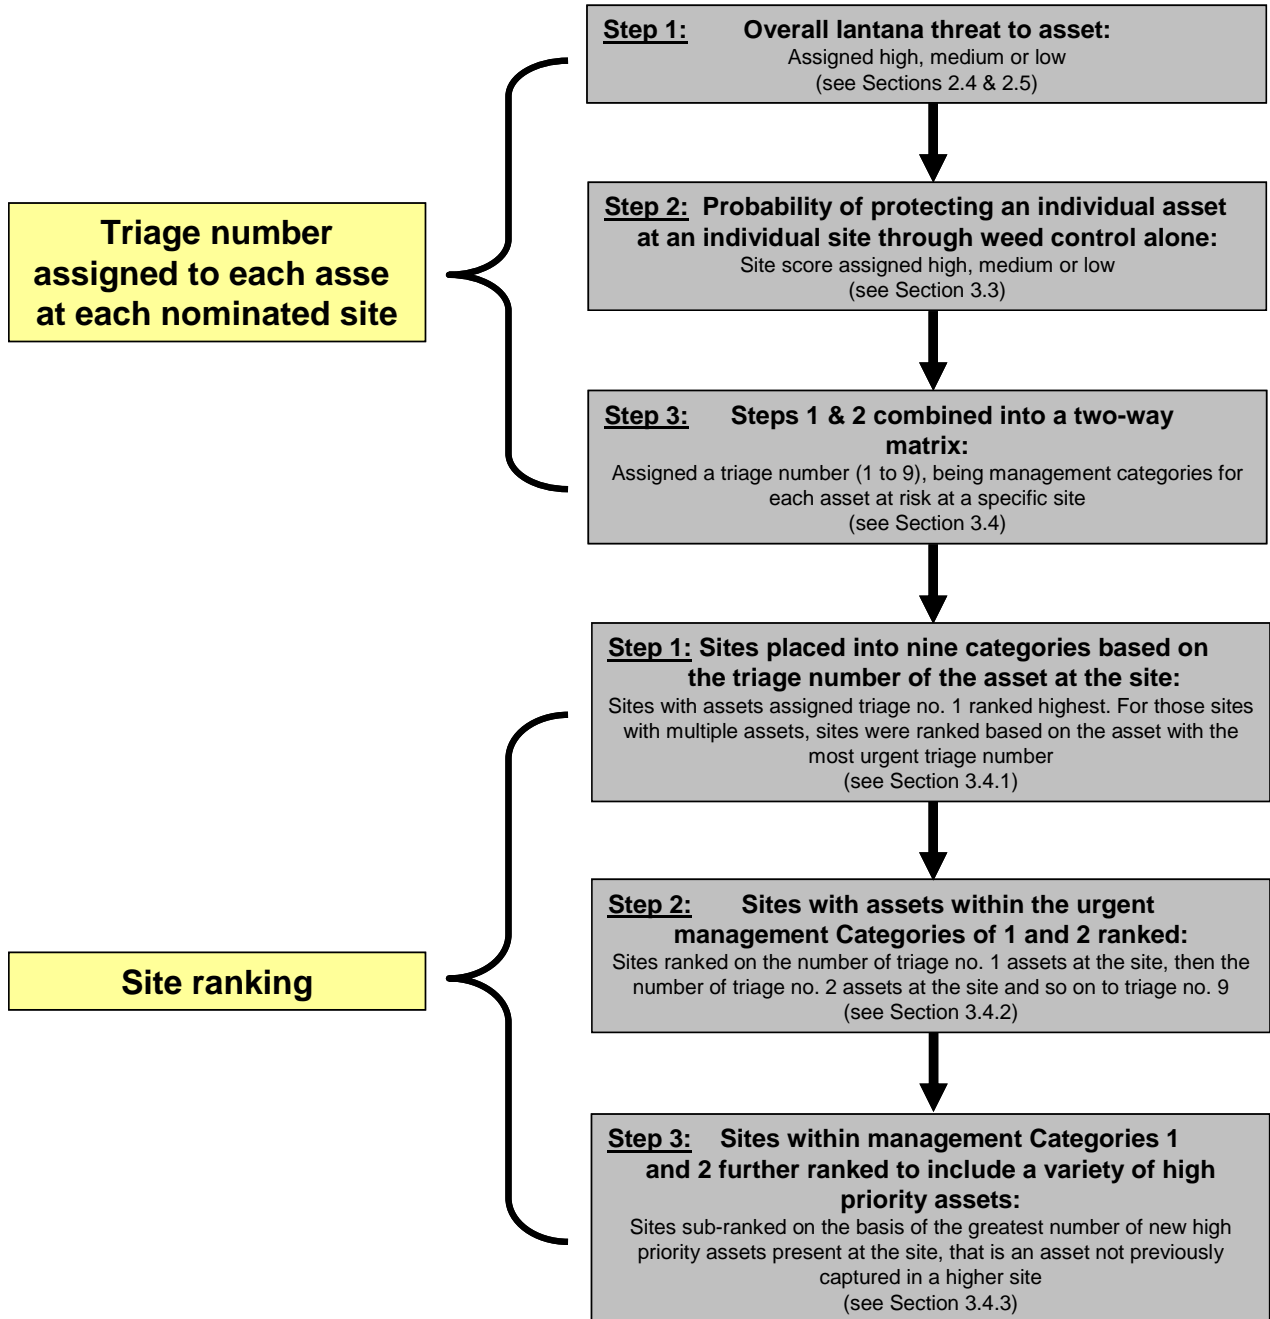 Step 1: Overall lantana threat to asset:
Assigned high, medium or low
(see Sections 2.4 & 2.5)
Triage number
assigned to each asse
at each nominated site
Step 2: Probability of protecting an individual asset
at an individual site through weed control alone:
Site score assigned high, medium or low
(see Section 3.3)
Step 3: Steps 1 & 2 combined into a two-way
matrix:
Assigned a triage number (1 to 9), being management categories for
each asset at risk at a specific site
(see Section 3.4)
Step 1: Sites placed into nine categories based on
the triage number of the asset at the site:
Sites with assets assigned triage no. 1 ranked highest. For those sites
with multiple assets, sites were ranked based on the asset with the
most urgent triage number
(see Section 3.4.1)
Site ranking
Step 2: Sites with assets within the urgent
management Categories of 1 and 2 ranked:
Sites ranked on the number of triage no. 1 assets at the site, then the
number of triage no. 2 assets at the site and so on to triage no. 9
(see Section 3.4.2)
Step 3: Sites within management Categories 1
and 2 further ranked to include a variety of high
priority assets:
Sites sub-ranked on the basis of the greatest number of new high
priority assets present at the site, that is an asset not previously
captured in a higher site
(see Section 3.4.3)